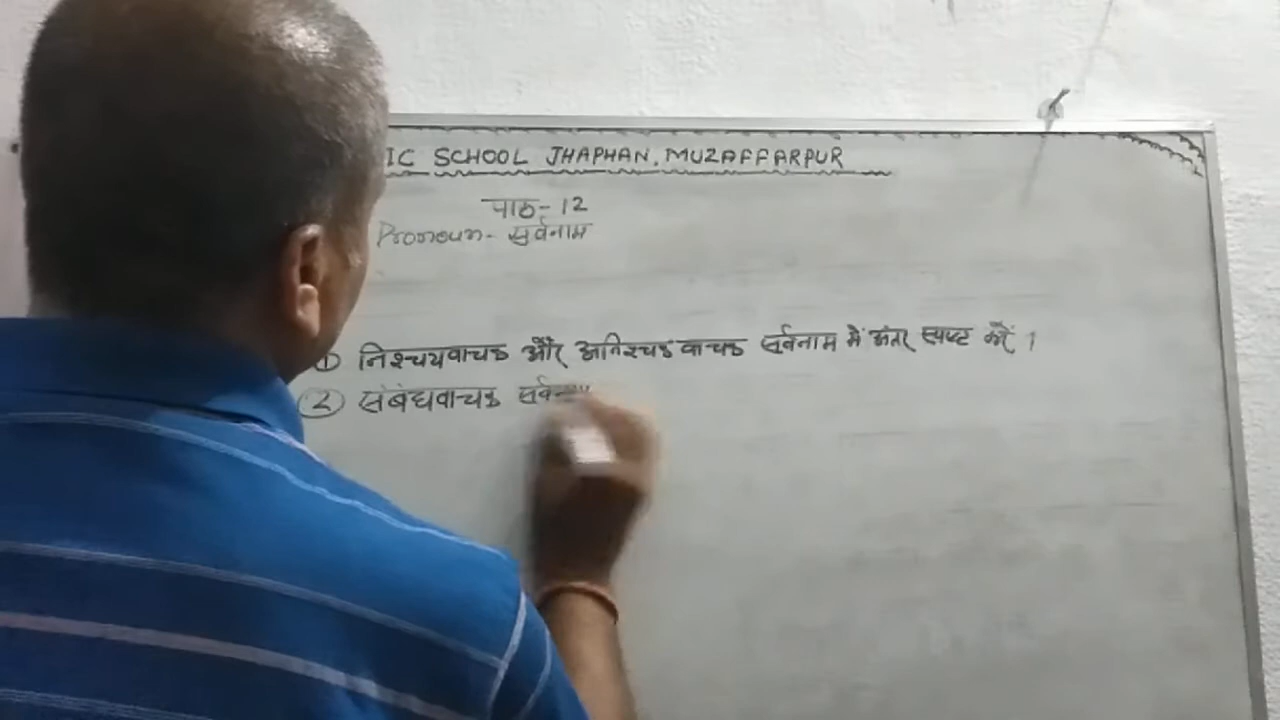 IC SCHOOL JHAPHAN, MUZAFFARPUR
पाठ-12
Pronoun- सर्वनाम
① निश्चयवाचक और अनिश्चयवाचक सर्वनाम में अंतर स्पष्ट करें।
② संबंधवाचक सर्वनाम